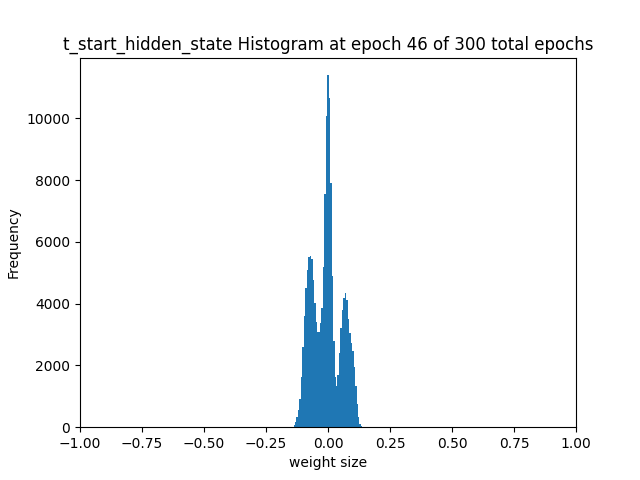 t_start_hidden_state Histogram at epoch 46 of 300 total epochs
10000
8000
6000
4000
2000
0
Frequency
−1.00 −0.75 −0.50 −0.25 0.00 0.25 0.50 0.75 1.00
weight size